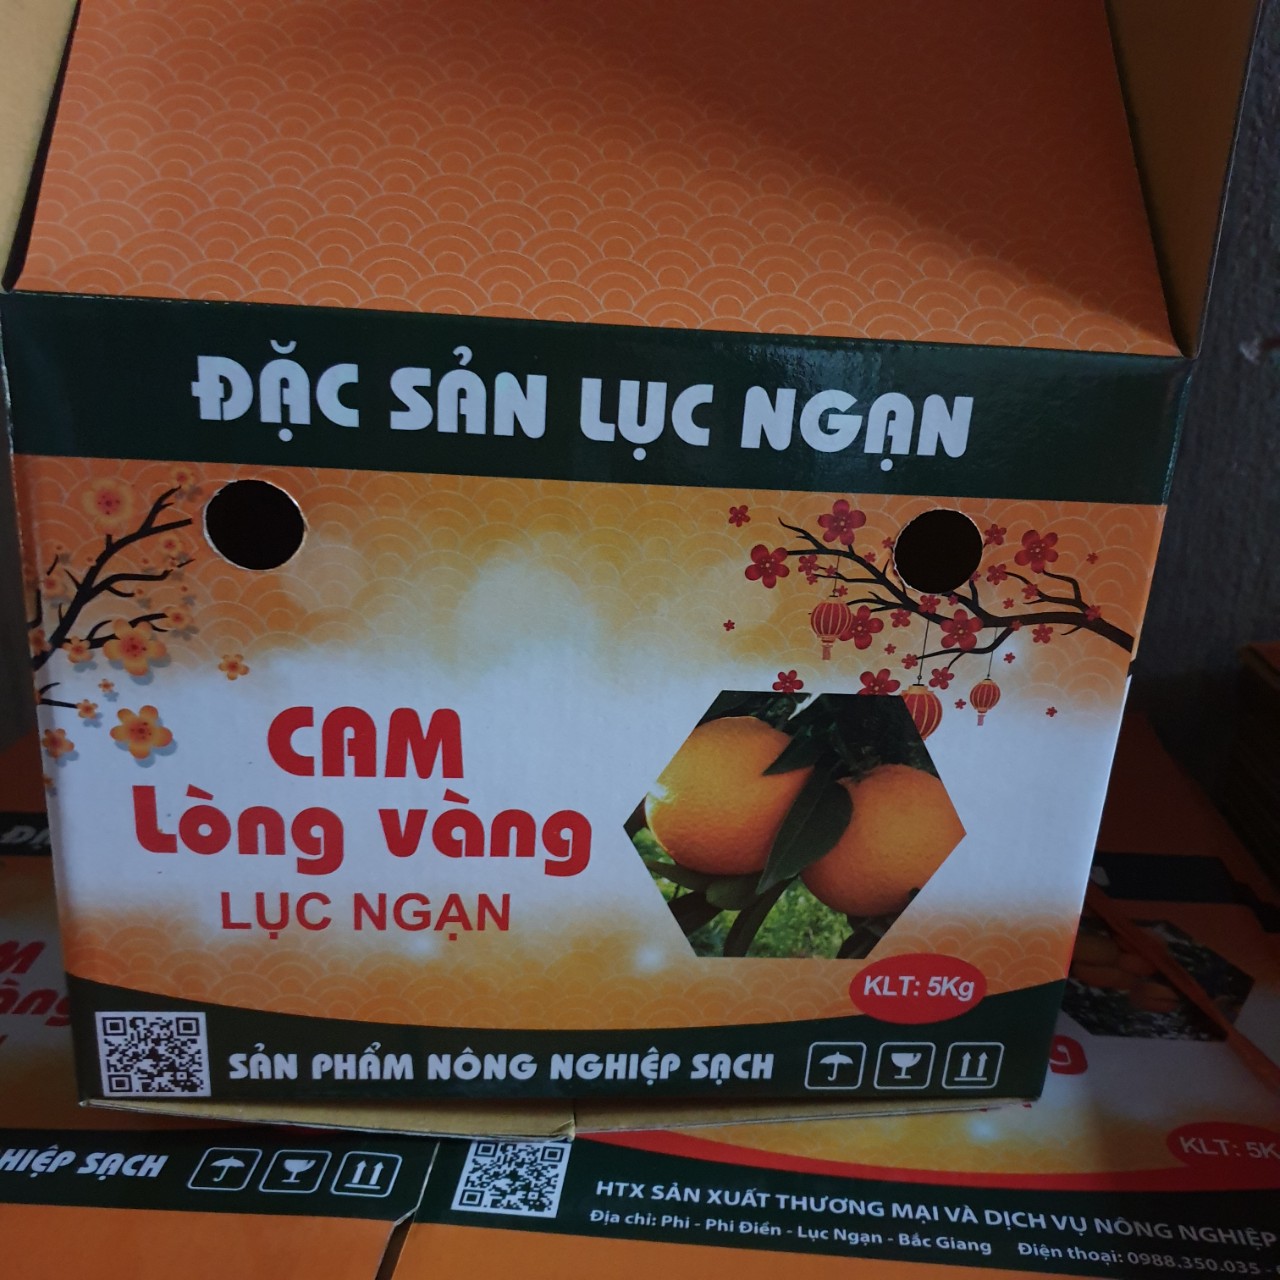 ĐẶC SẢN LỤC NGẠN
CAM
Lòng vàng
LỤC NGẠN
KLT: 5Kg
SẢN PHẨM NÔNG NGHIỆP SẠCH
HIỆP SẠCH
KLT: 5K
HTX SẢN XUẤT THƯƠNG MẠI VÀ DỊCH VỤ NÔNG NGHIỆP
Địa chỉ: Phi - Phi Điền - Lục Ngạn - Bắc Giang Điện thoại: 0988.350.035 -